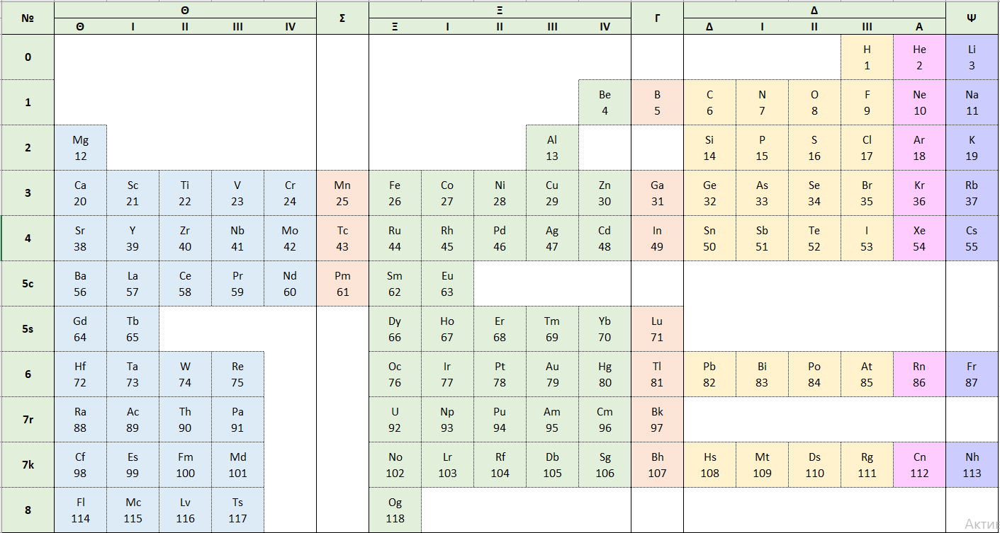 № Θ Σ Ξ Γ Δ Ψ
Θ I II III IV Ξ I II III IV Δ I II III A
0 H He Li
1 2 3
1 Be B C N O F Ne Na
4 5 6 7 8 9 10 11
2 Mg Al Si P S Cl Ar K
12 13 14 15 16 17 18 19
3 Ca Sc Ti V Cr Mn Fe Co Ni Cu Zn Ga Ge As Se Br Kr Rb
20 21 22 23 24 25 26 27 28 29 30 31 32 33 34 35 36 37
4 Sr Y Zr Nb Mo Tc Ru Rh Pd Ag Cd In Sn Sb Te I Xe Cs
38 39 40 41 42 43 44 45 46 47 48 49 50 51 52 53 54 55
5c Ba La Ce Pr Nd Pm Sm Eu
56 57 58 59 60 61 62 63
5s Gd Tb Dy Ho Er Tm Yb Lu
64 65 66 67 68 69 70 71
6 Hf Ta W Re Oc Ir Pt Au Hg Tl Pb Bi Po At Rn Fr
72 73 74 75 76 77 78 79 80 81 82 83 84 85 86 87
7r Ra Ac Th Pa U Np Pu Am Cm Bk
88 89 90 91 92 93 94 95 96 97
7k Cf Es Fm Md No Lr Rf Db Sg Bh Hs Mt Ds Rg Cn Nh
98 99 100 101 102 103 104 105 106 107 108 109 110 111 112 113
8 Fl Mc Lv Ts Og
114 115 116 117 118